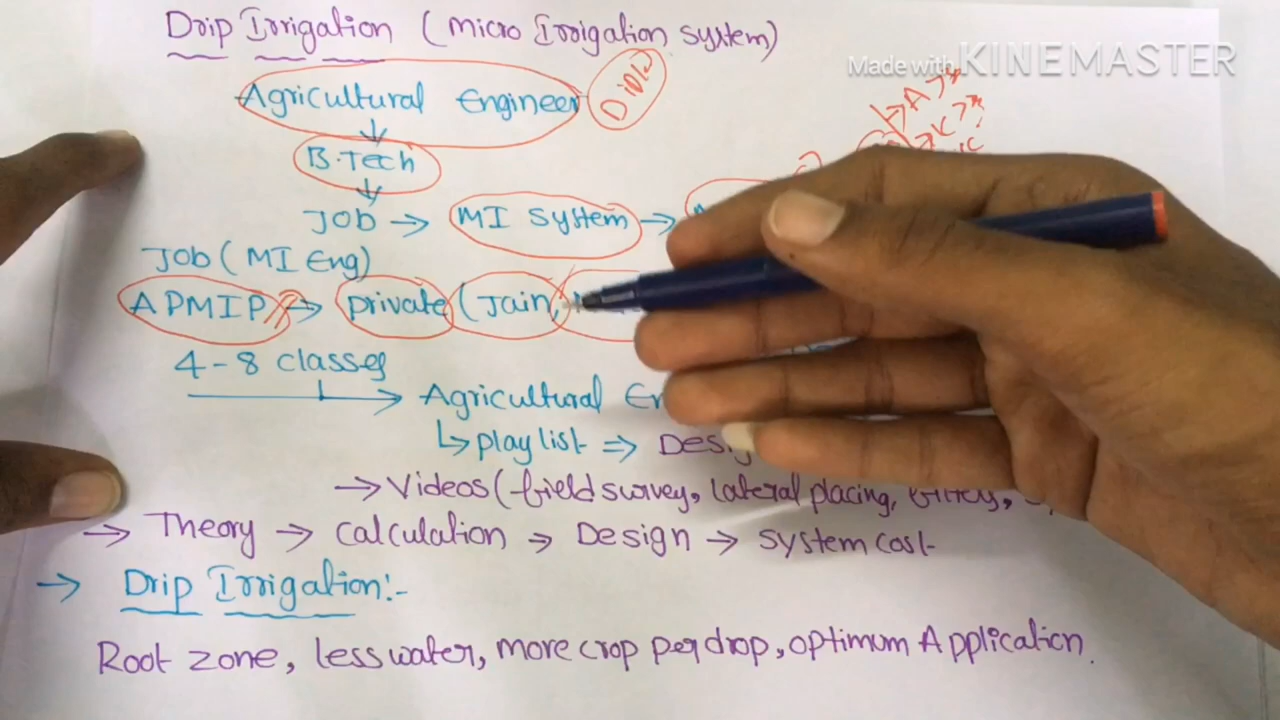 Drip Irrigation (micro Irrigation system)
Made with KINEMASTER
Agricultural Engineer
B.Tech
JOB → MI System →
JOB (MI Eng)
APMIP → private (Jain,
4-8 classes
→ Agricultural
↳ playlist ⇒
→ Videos (field survey, lateral placing,
→ Theory → calculation → Design → system cost
→ Drip Irrigation:-
Root zone, less water, more crop per drop, optimum Application.